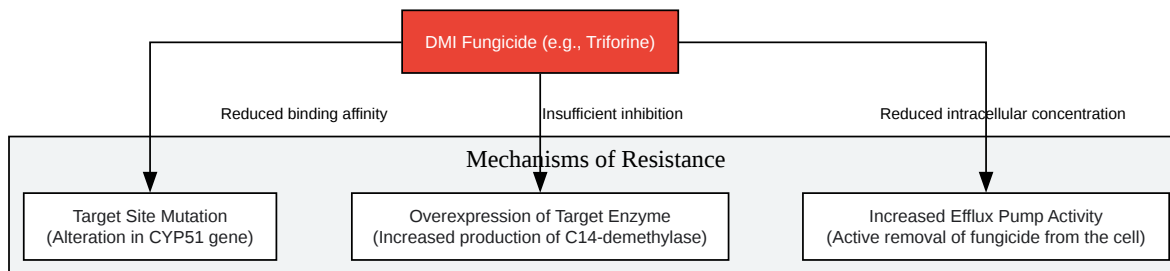 DMI Fungicide (e.g., Triforine)
Reduced binding affinity
Insufficient inhibition
Reduced intracellular concentration
Mechanisms of Resistance
Target Site Mutation
(Alteration in CYP51 gene)
Overexpression of Target Enzyme
(Increased production of C14-demethylase)
Increased Efflux Pump Activity
(Active removal of fungicide from the cell)